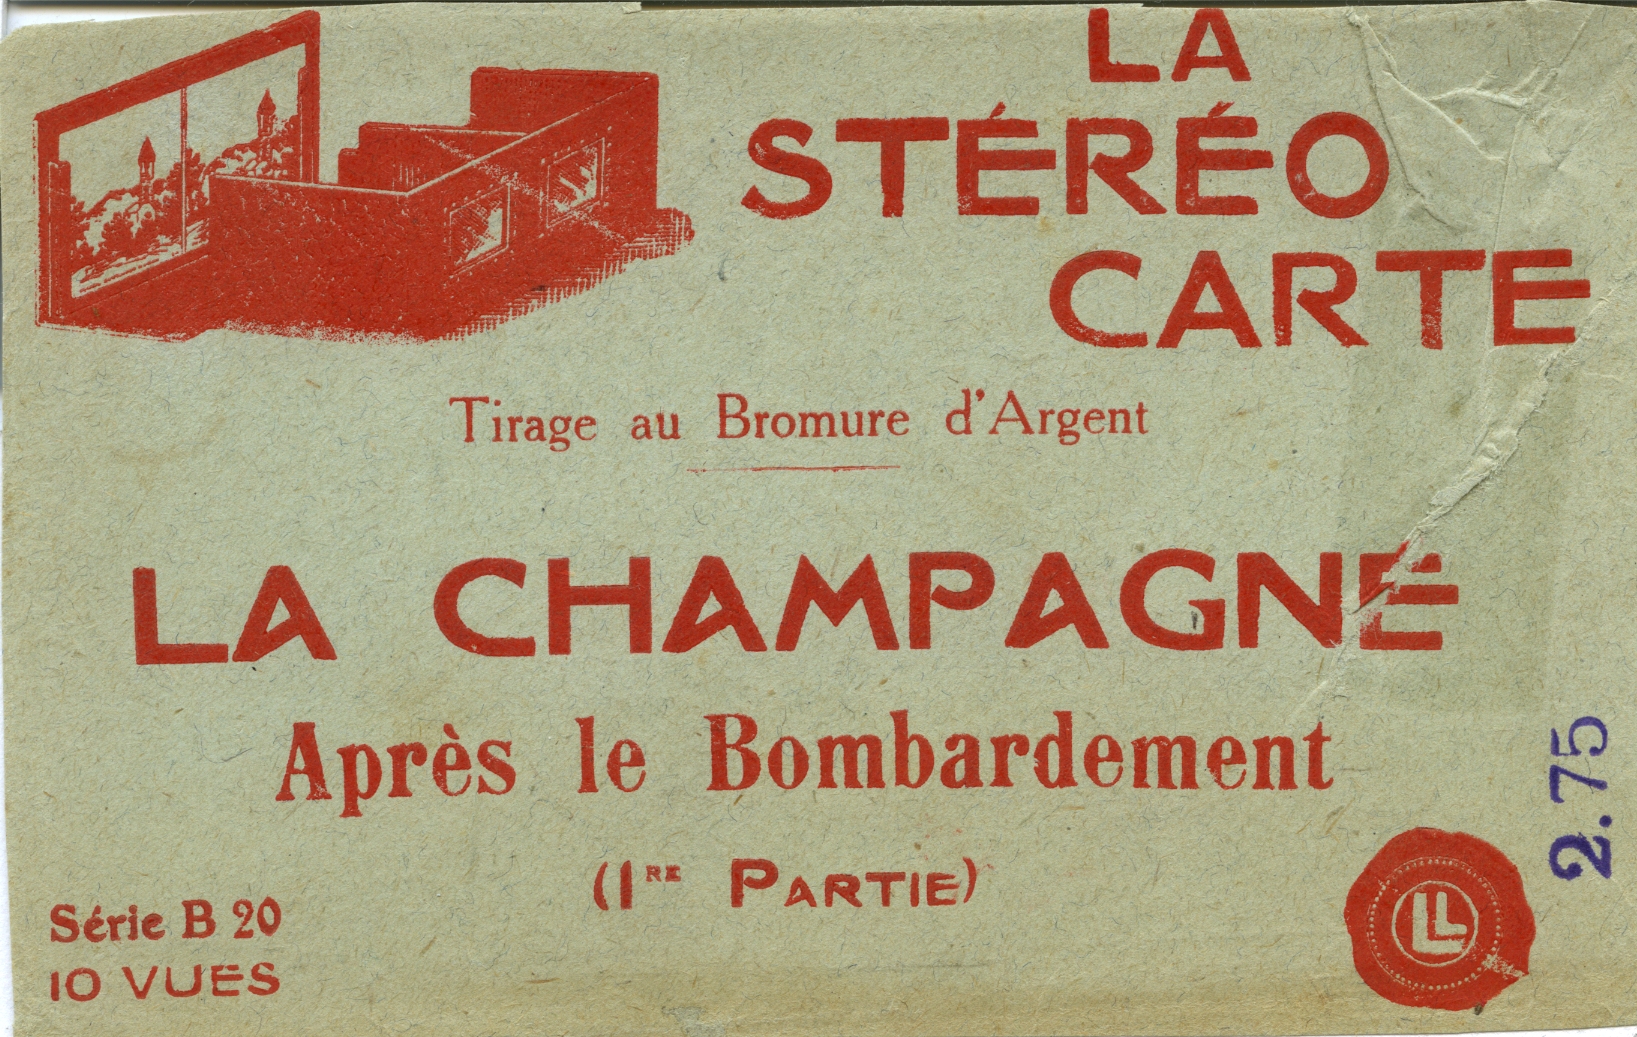 LA
STÉRÉO
CARTE
Tirage au Bromure d'Argent
LA CHAMPAGNE
Après le Bombardement
(1RE PARTIE)
Série B 20
10 VUES
LL
2.75